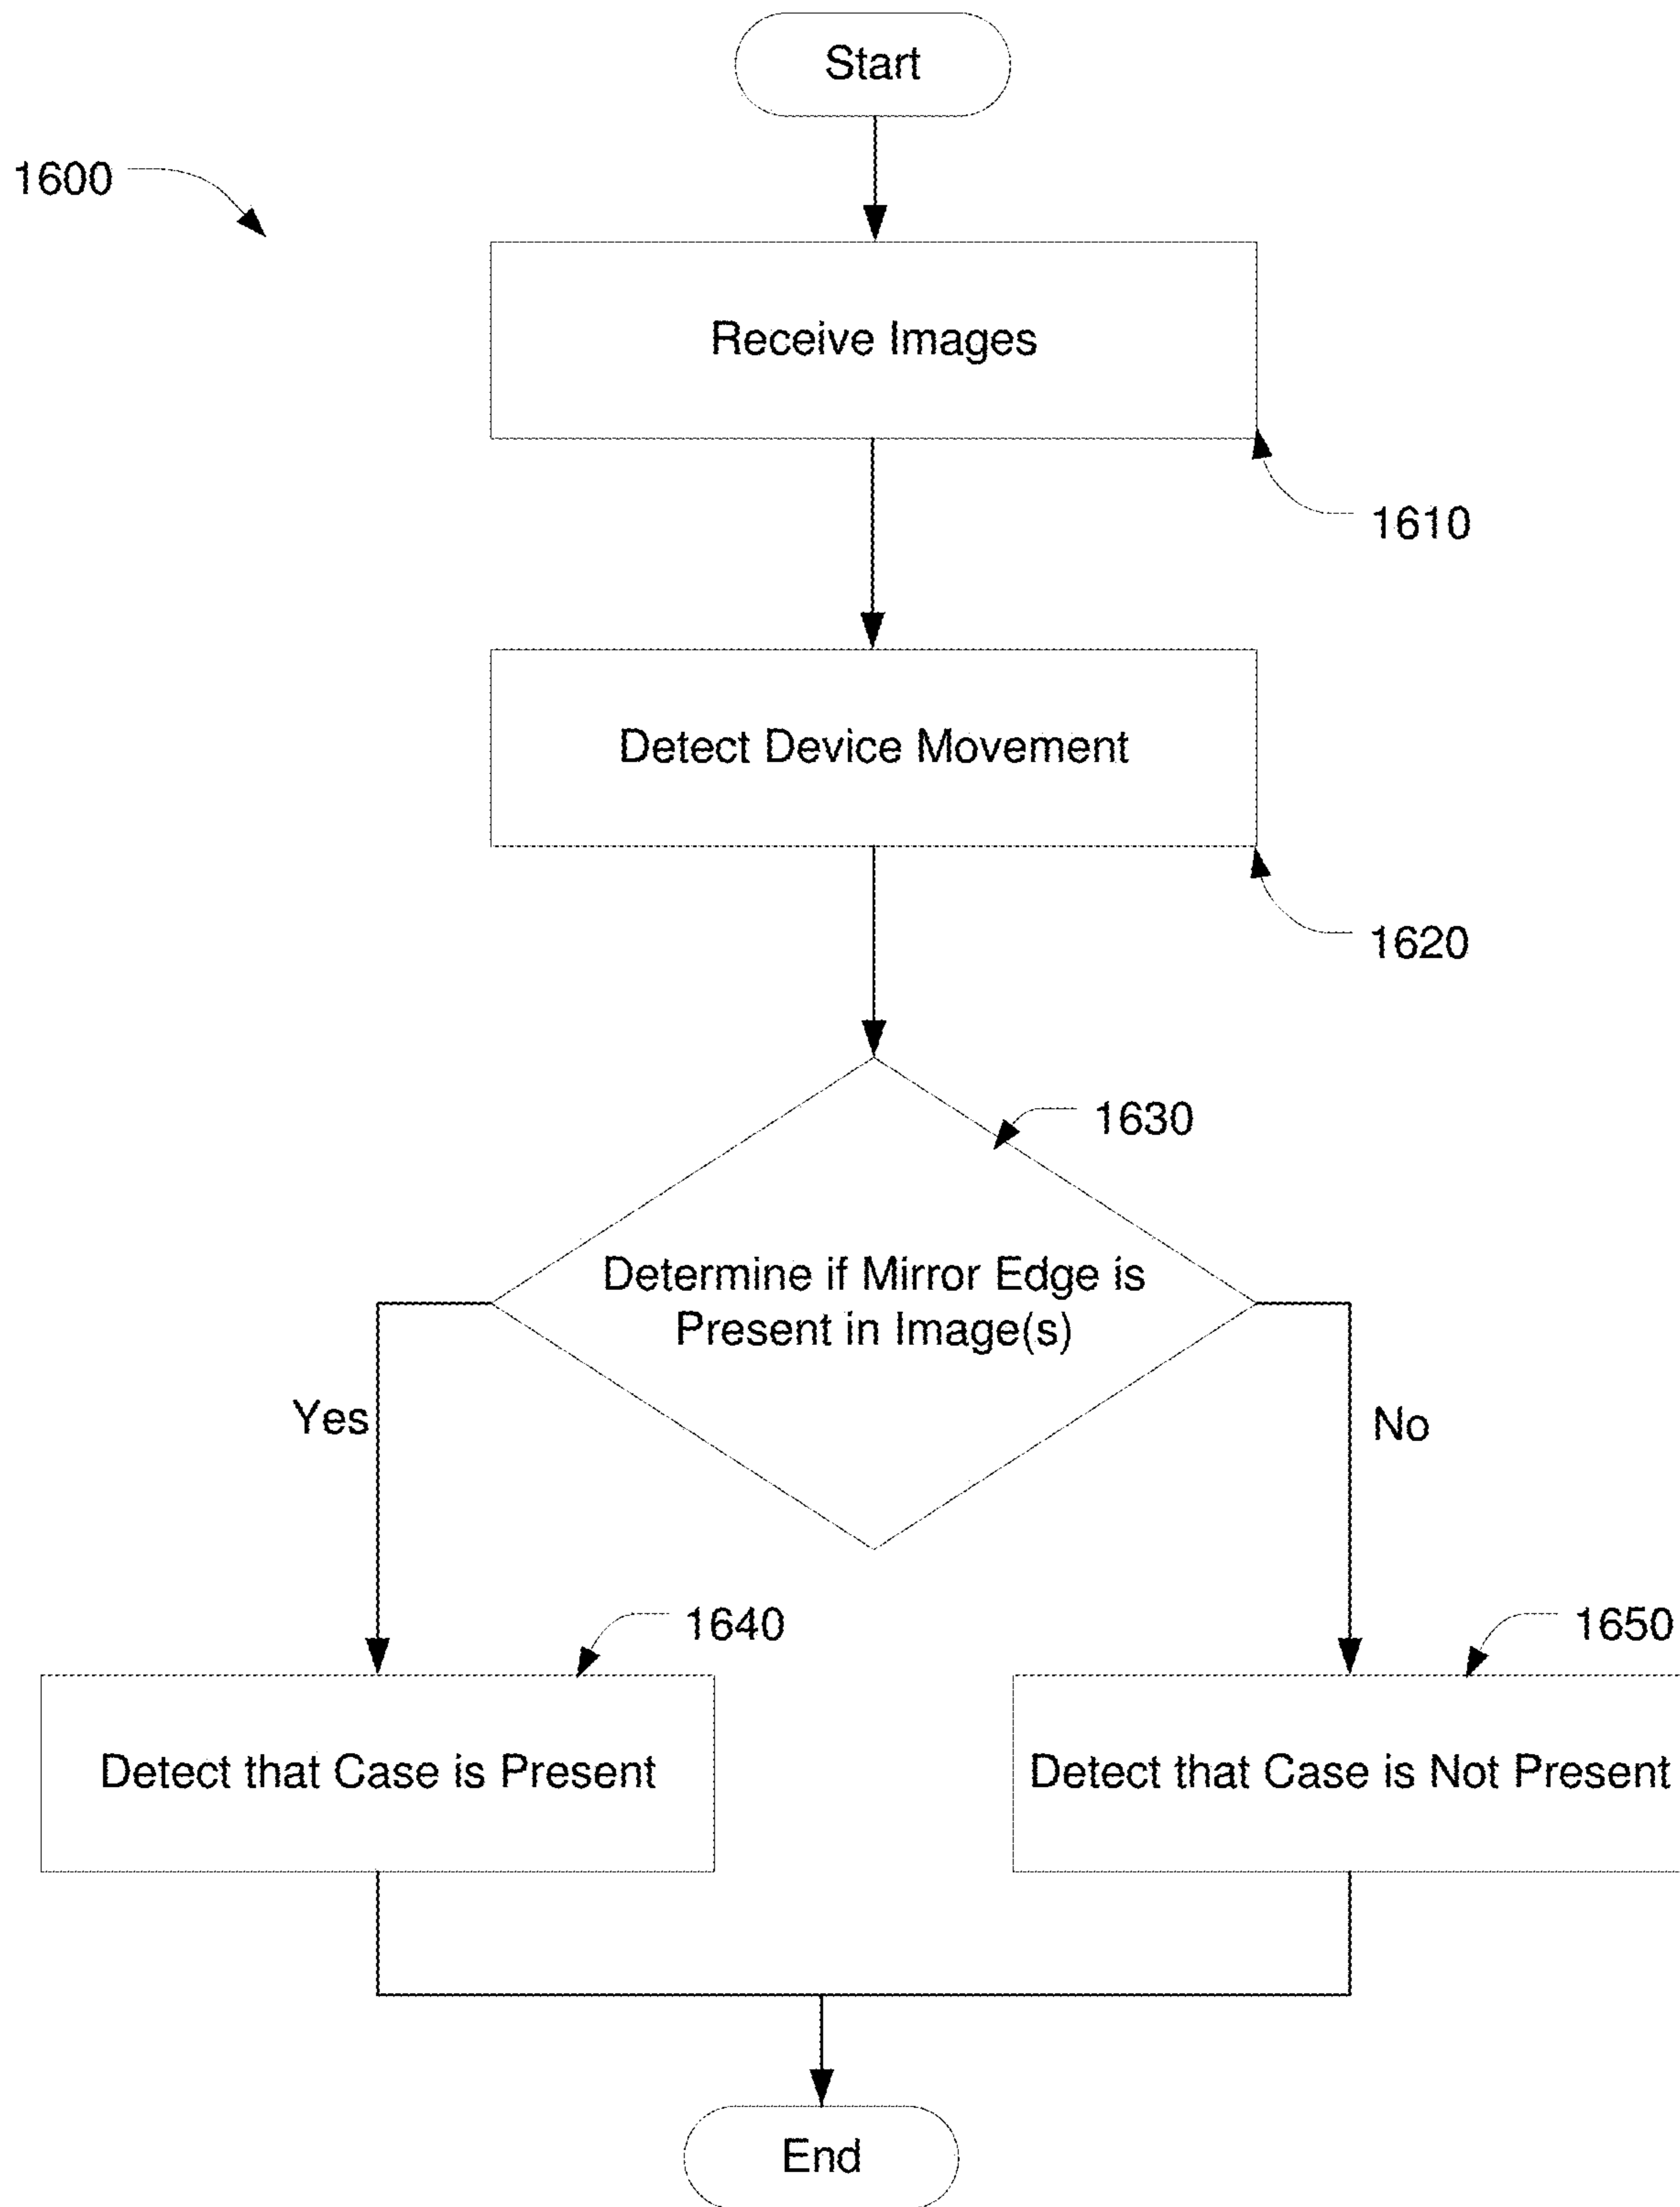 Start
1600
Receive Images
1610
Detect Device Movement
1620
1630
Determine if Mirror Edge is
Present in Image(s)
Yes
No
1640
1650
Detect that Case is Present
Detect that Case is Not Present
End